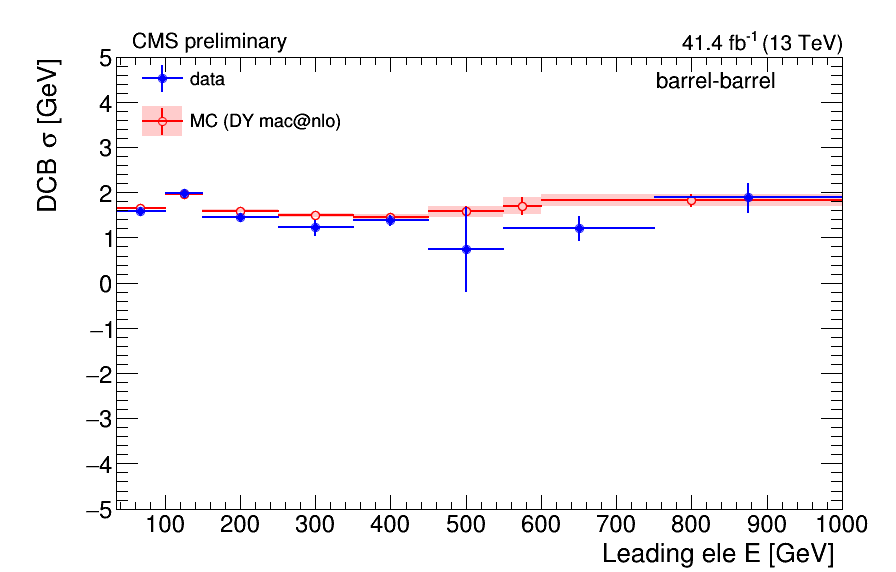 CMS preliminary
41.4 fb-1 (13 TeV)
DCB σ [GeV]
data
MC (DY mac@nlo)
barrel-barrel
5
4
3
2
1
0
−1
−2
−3
−4
−5
100 200 300 400 500 600 700 800 900 1000
Leading ele E [GeV]